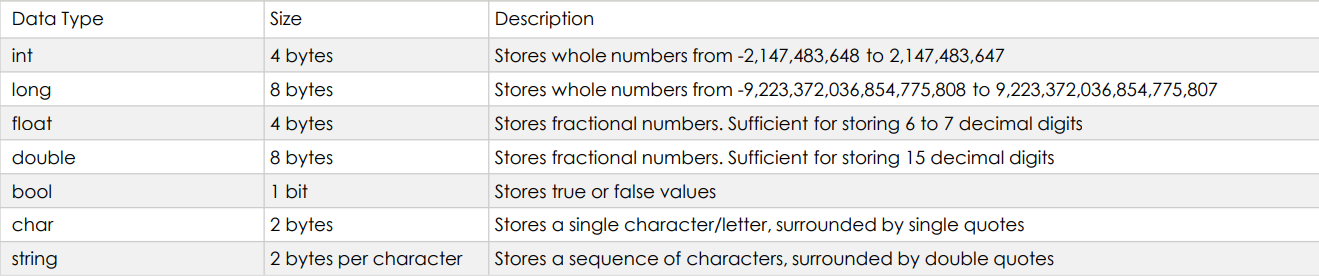 Data Type Size Description
int 4 bytes Stores whole numbers from -2,147,483,648 to 2,147,483,647
long 8 bytes Stores whole numbers from -9,223,372,036,854,775,808 to 9,223,372,036,854,775,807
float 4 bytes Stores fractional numbers. Sufficient for storing 6 to 7 decimal digits
double 8 bytes Stores fractional numbers. Sufficient for storing 15 decimal digits
bool 1 bit Stores true or false values
char 2 bytes Stores a single character/letter, surrounded by single quotes
string 2 bytes per character Stores a sequence of characters, surrounded by double quotes